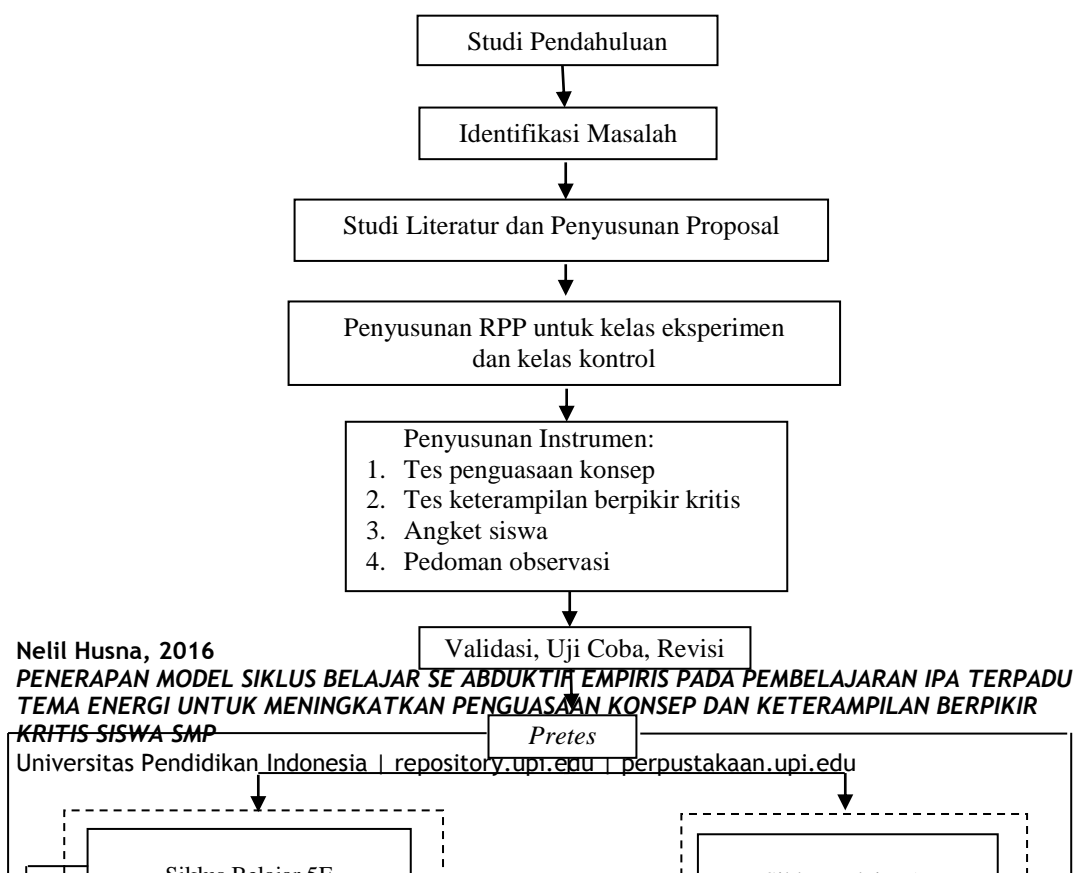 Studi Pendahuluan
Identifikasi Masalah
Studi Literatur dan Penyusunan Proposal
Penyusunan RPP untuk kelas eksperimen
dan kelas kontrol
Penyusunan Instrumen:
1. Tes penguasaan konsep
2. Tes keterampilan berpikir kritis
3. Angket siswa
4. Pedoman observasi
Validasi, Uji Coba, Revisi
Nelil Husna, 2016
PENERAPAN MODEL SIKLUS BELAJAR SE ABDUKTIF EMPIRIS PADA PEMBELAJARAN IPA TERPADU
TEMA ENERGI UNTUK MENINGKATKAN PENGUASAAN KONSEP DAN KETERAMPILAN BERPIKIR
KRITIS SISWA SMP
Pretes
Universitas Pendidikan Indonesia | repository.upi.edu | perpustakaan.upi.edu
Siklus Belajar 5E